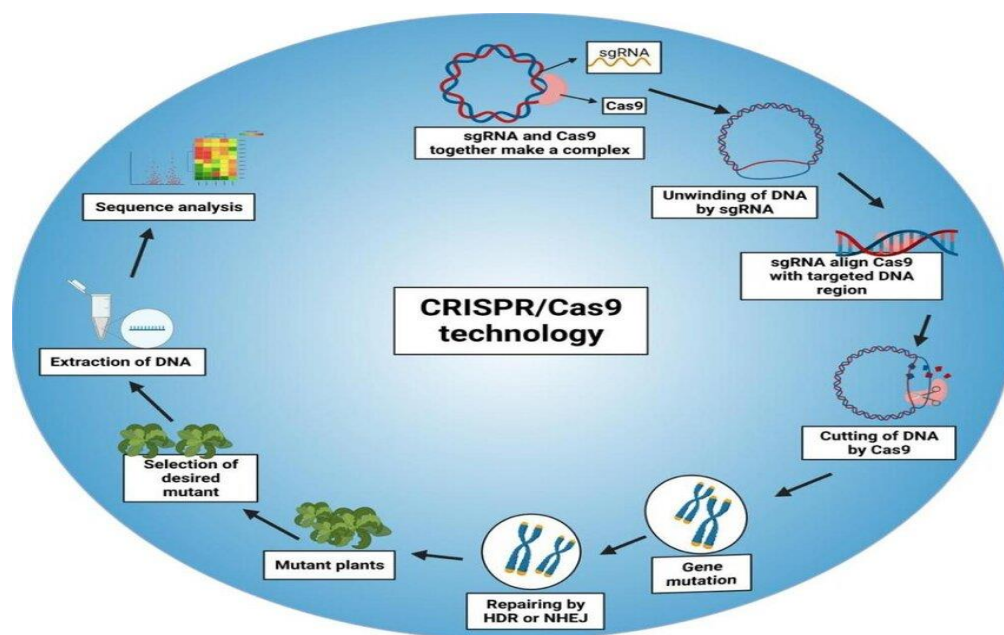 sgRNA
Cas9
sgRNA and Cas9
together make a complex
Unwinding of DNA
by sgRNA
sgRNA align Cas9
with targeted DNA
region
Cutting of DNA
by Cas9
Gene
mutation
Repairing by
HDR or NHEJ
Mutant plants
Selection of
desired
mutant
Extraction of DNA
Sequence analysis
CRISPR/Cas9
technology